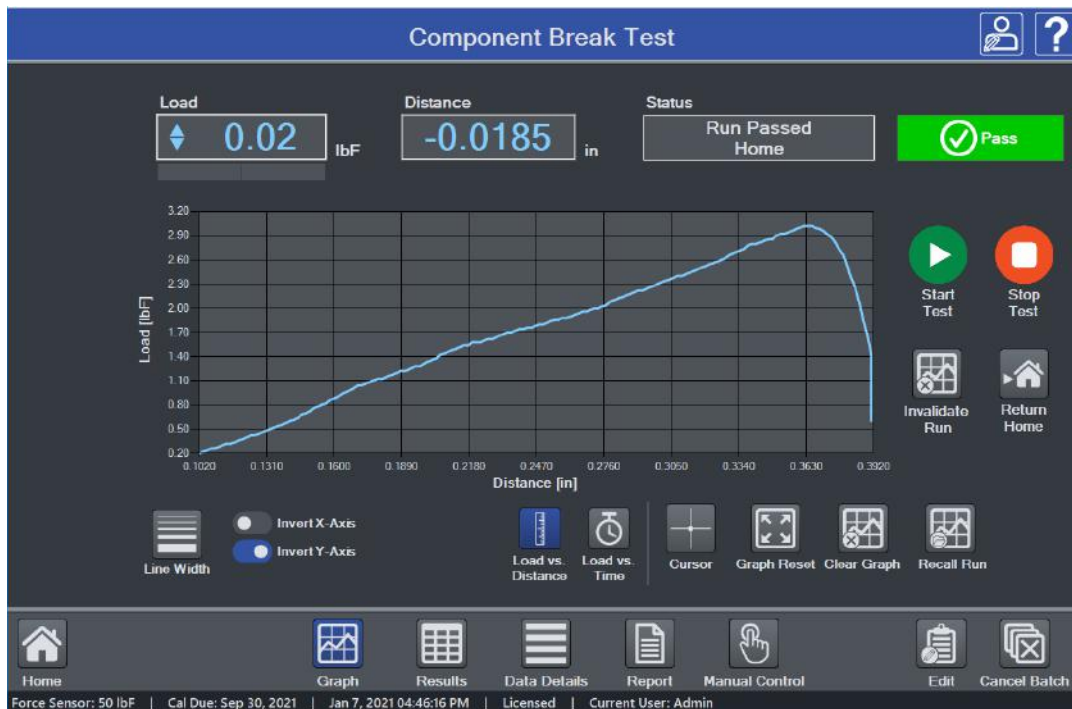 Component Break Test
?
Load
Distance
Status
0.02 lbF
-0.0185 in
Run Passed
Home
Pass
3.20
2.90
2.60
2.30
2.00
1.70
1.40
1.10
0.80
0.50
0.20
Load [lbF]
0.1020 0.1310 0.1600 0.1890 0.2180 0.2470 0.2760 0.3050 0.3340 0.3630 0.3920
Distance [in]
Start
Test
Stop
Test
Invalidate
Run
Return
Home
Line Width
Invert X-Axis
Invert Y-Axis
Load vs.
Distance
Load vs.
Time
Cursor
Graph Reset
Clear Graph
Recall Run
Home
Graph
Results
Data Details
Report
Manual Control
Edit
Cancel Batch
Force Sensor: 50 lbF | Cal Due: Sep 30, 2021 | Jan 7, 2021 04:46:16 PM | Licensed | Current User: Admin